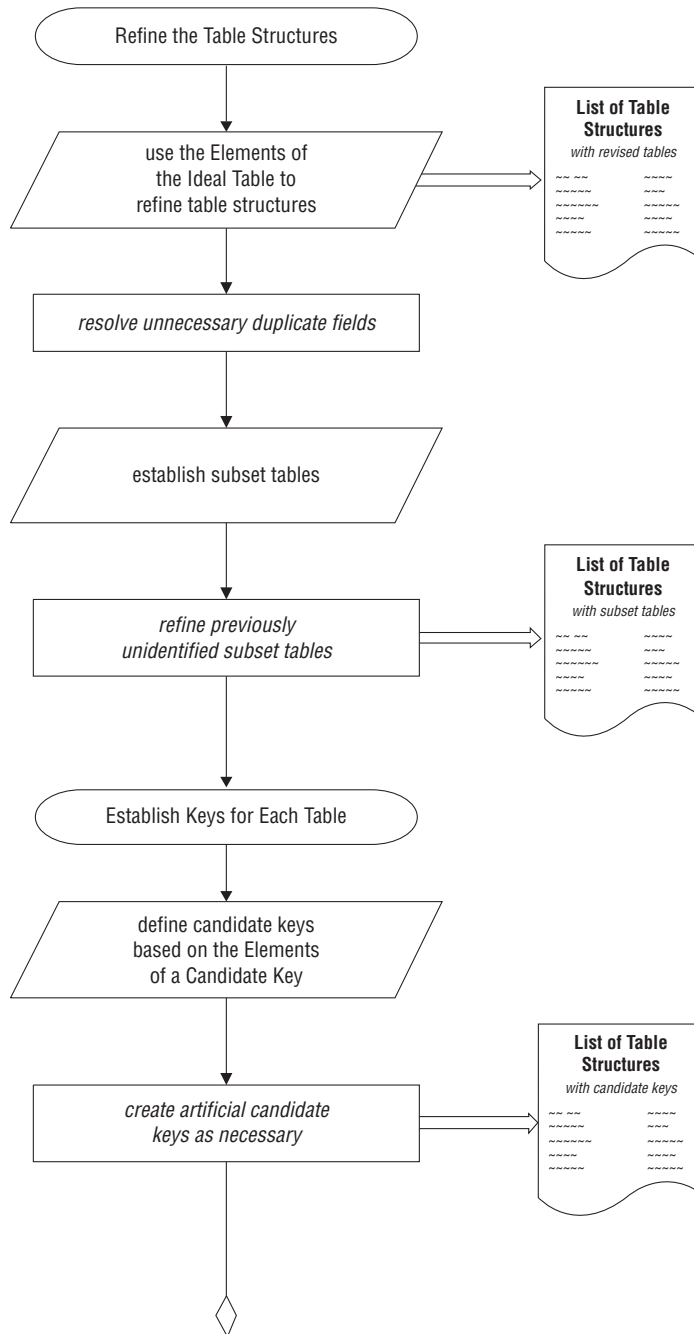 Refine the Table Structures
use the Elements of
the Ideal Table to
refine table structures
List of Table
Structures
with revised tables
~~ ~~ ~~~~
~~~~~ ~~~
~~~~~~ ~~~~~
~~~~ ~~~~
~~~~~ ~~~~~
resolve unnecessary duplicate fields
establish subset tables
refine previously
unidentified subset tables
List of Table
Structures
with subset tables
~~ ~~ ~~~~
~~~~~ ~~~
~~~~~~ ~~~~~
~~~~ ~~~~
~~~~~ ~~~~~
Establish Keys for Each Table
define candidate keys
based on the Elements
of a Candidate Key
create artificial candidate
keys as necessary
List of Table
Structures
with candidate keys
~~ ~~ ~~~~
~~~~~ ~~~
~~~~~~ ~~~~~
~~~~ ~~~~
~~~~~ ~~~~~